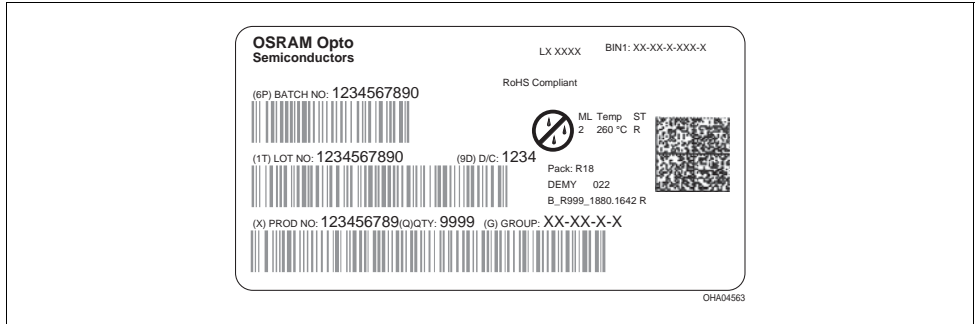 OSRAM Opto
Semiconductors
LX XXXX
BIN1: XX-XX-X-XXX-X
RoHS Compliant
(6P) BATCH NO: 1234567890
ML Temp ST
2 260 °C R
(1T) LOT NO: 1234567890 (9D) D/C: 1234
Pack: R18
DEMY 022
B_R999_1880.1642 R
(X) PROD NO: 123456789(Q)QTY: 9999 (G) GROUP: XX-XX-X-X
OHA04563